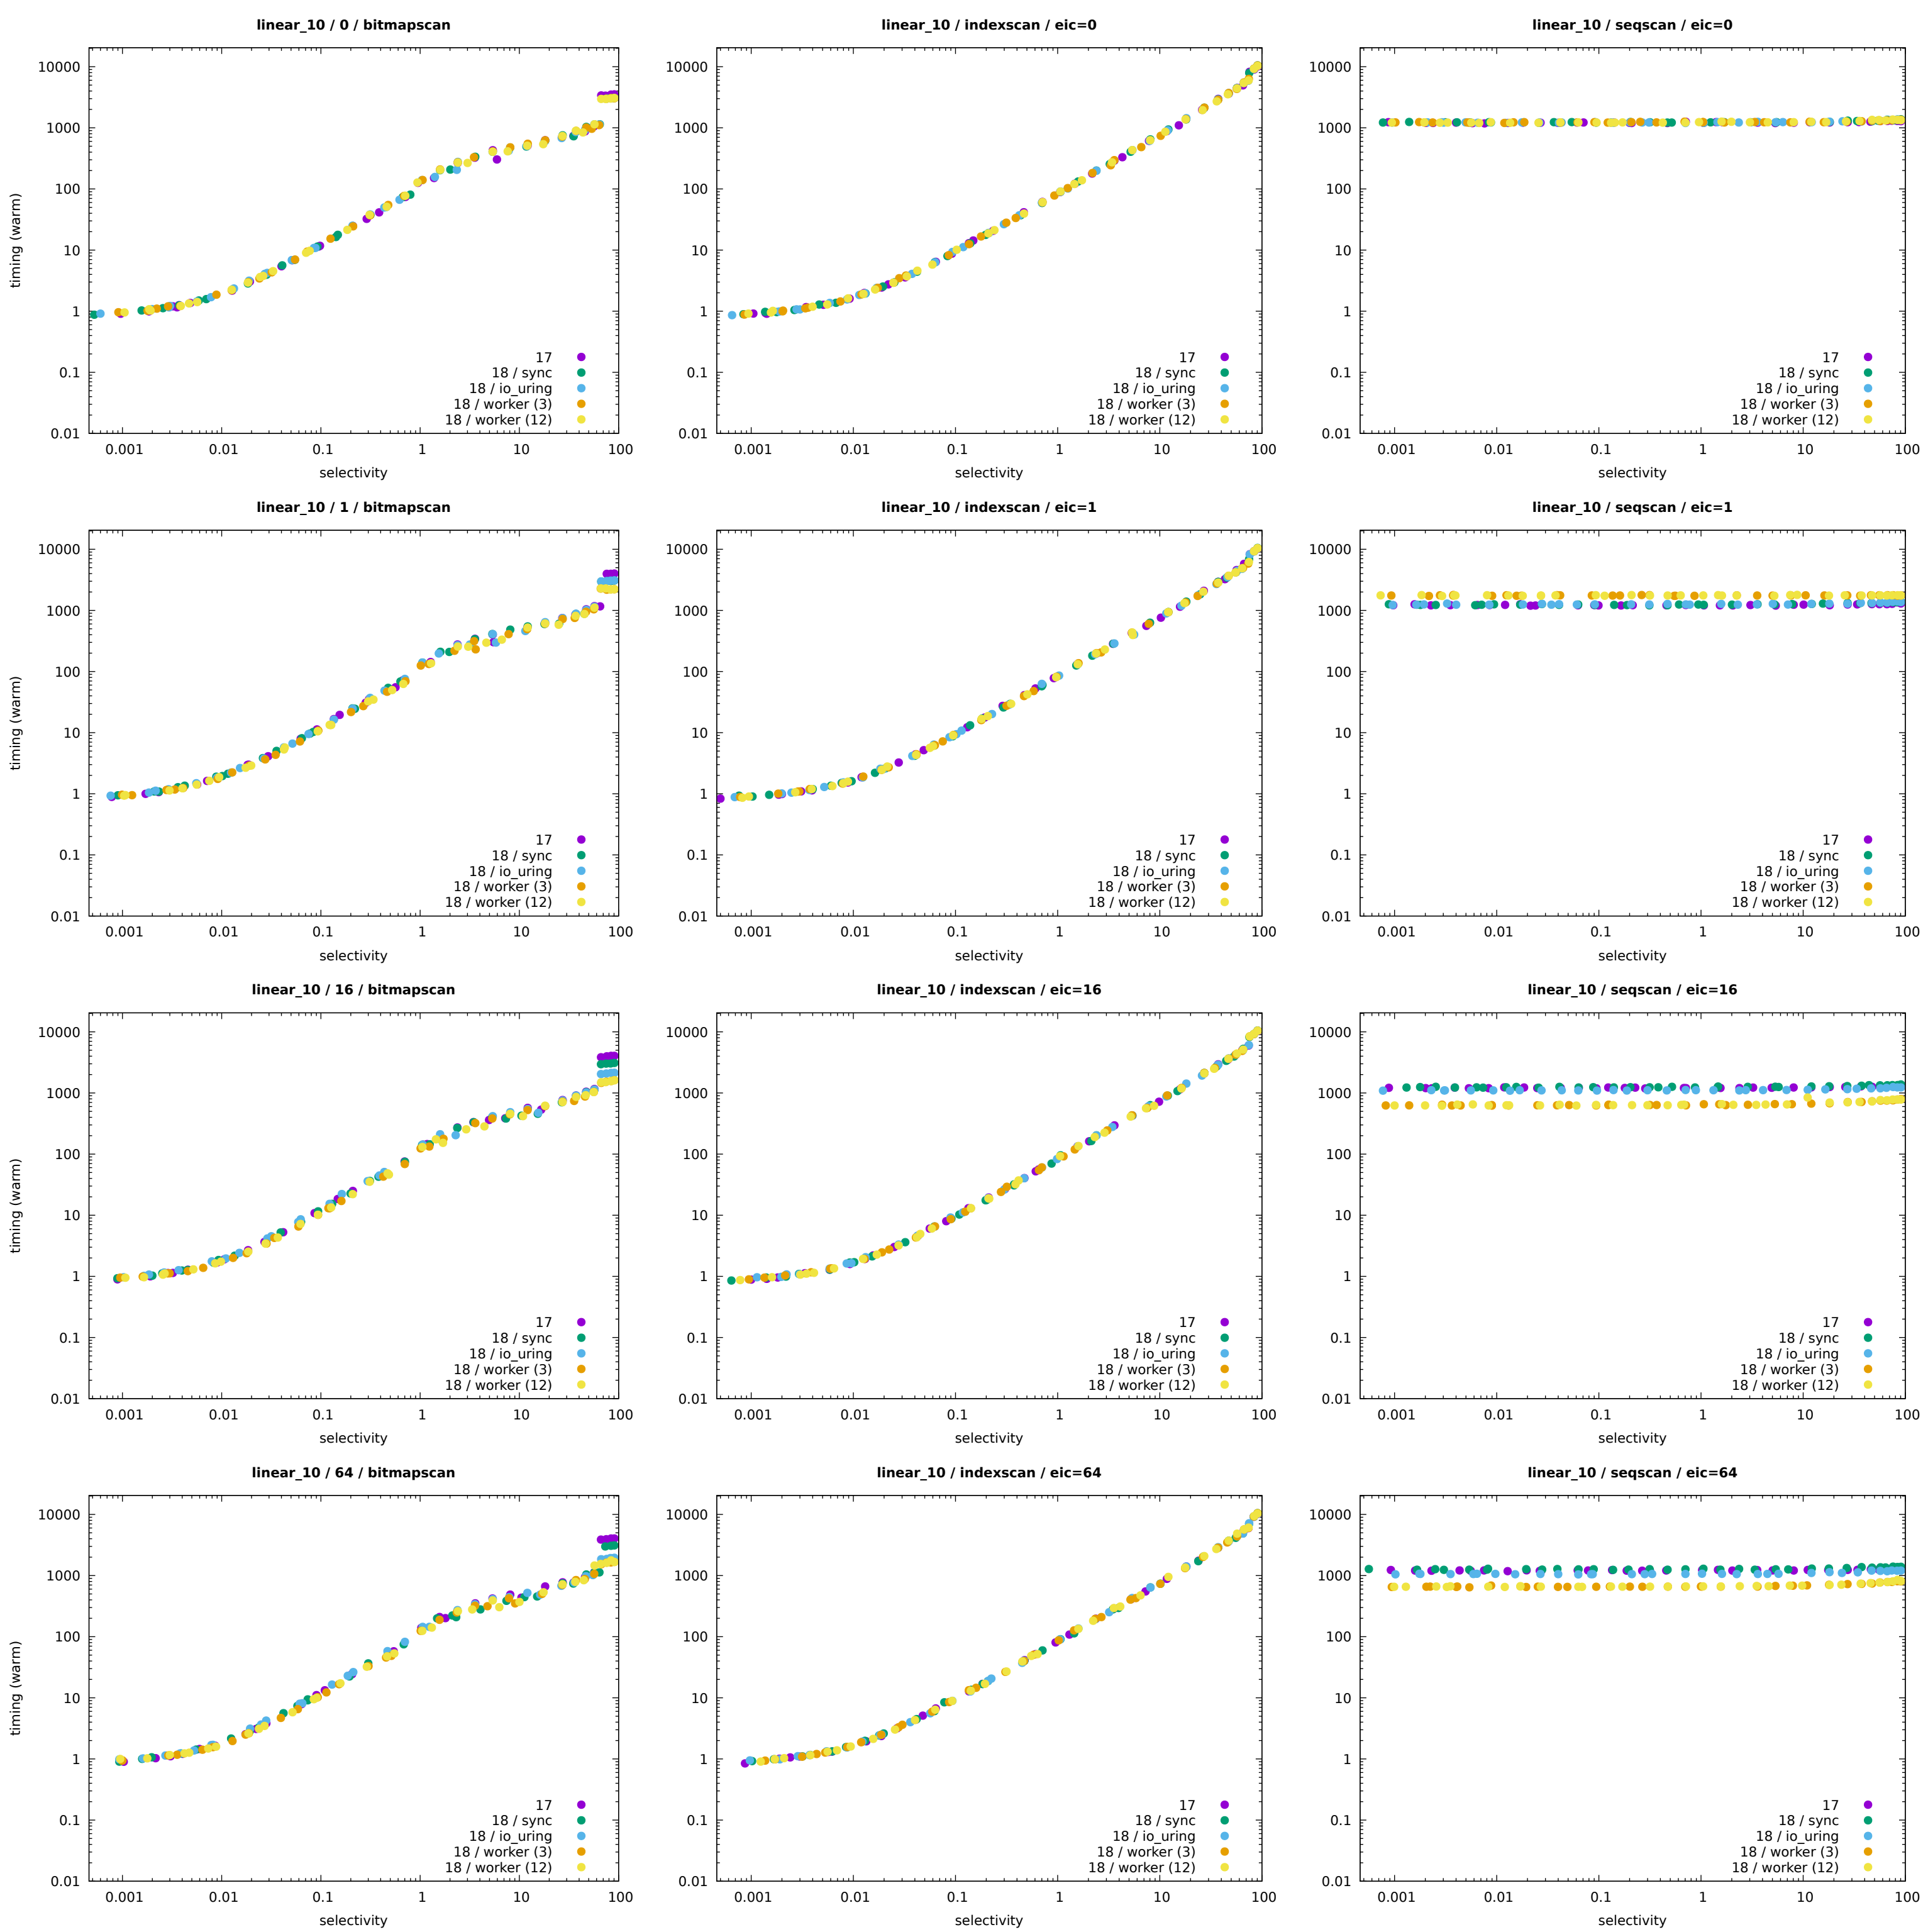 linear_10 / 0 / bitmapscan
timing (warm)
10000
1000
100
10
1
0.1
0.01
17
18 / sync
18 / io_uring
18 / worker (3)
18 / worker (12)
0.001 0.01 0.1 1 10 100
selectivity
linear_10 / indexscan / eic=0
10000
1000
100
10
1
0.1
0.01
17
18 / sync
18 / io_uring
18 / worker (3)
18 / worker (12)
0.001 0.01 0.1 1 10 100
selectivity
linear_10 / seqscan / eic=0
10000
1000
100
10
1
0.1
0.01
17
18 / sync
18 / io_uring
18 / worker (3)
18 / worker (12)
0.001 0.01 0.1 1 10 100
selectivity
linear_10 / 1 / bitmapscan
timing (warm)
10000
1000
100
10
1
0.1
0.01
17
18 / sync
18 / io_uring
18 / worker (3)
18 / worker (12)
0.001 0.01 0.1 1 10 100
selectivity
linear_10 / indexscan / eic=1
10000
1000
100
10
1
0.1
0.01
17
18 / sync
18 / io_uring
18 / worker (3)
18 / worker (12)
0.001 0.01 0.1 1 10 100
selectivity
linear_10 / seqscan / eic=1
10000
1000
100
10
1
0.1
0.01
17
18 / sync
18 / io_uring
18 / worker (3)
18 / worker (12)
0.001 0.01 0.1 1 10 100
selectivity
linear_10 / 16 / bitmapscan
timing (warm)
10000
1000
100
10
1
0.1
0.01
17
18 / sync
18 / io_uring
18 / worker (3)
18 / worker (12)
0.001 0.01 0.1 1 10 100
selectivity
linear_10 / indexscan / eic=16
10000
1000
100
10
1
0.1
0.01
17
18 / sync
18 / io_uring
18 / worker (3)
18 / worker (12)
0.001 0.01 0.1 1 10 100
selectivity
linear_10 / seqscan / eic=16
10000
1000
100
10
1
0.1
0.01
17
18 / sync
18 / io_uring
18 / worker (3)
18 / worker (12)
0.001 0.01 0.1 1 10 100
selectivity
linear_10 / 64 / bitmapscan
timing (warm)
10000
1000
100
10
1
0.1
0.01
17
18 / sync
18 / io_uring
18 / worker (3)
18 / worker (12)
0.001 0.01 0.1 1 10 100
selectivity
linear_10 / indexscan / eic=64
10000
1000
100
10
1
0.1
0.01
17
18 / sync
18 / io_uring
18 / worker (3)
18 / worker (12)
0.001 0.01 0.1 1 10 100
selectivity
linear_10 / seqscan / eic=64
10000
1000
100
10
1
0.1
0.01
17
18 / sync
18 / io_uring
18 / worker (3)
18 / worker (12)
0.001 0.01 0.1 1 10 100
selectivity